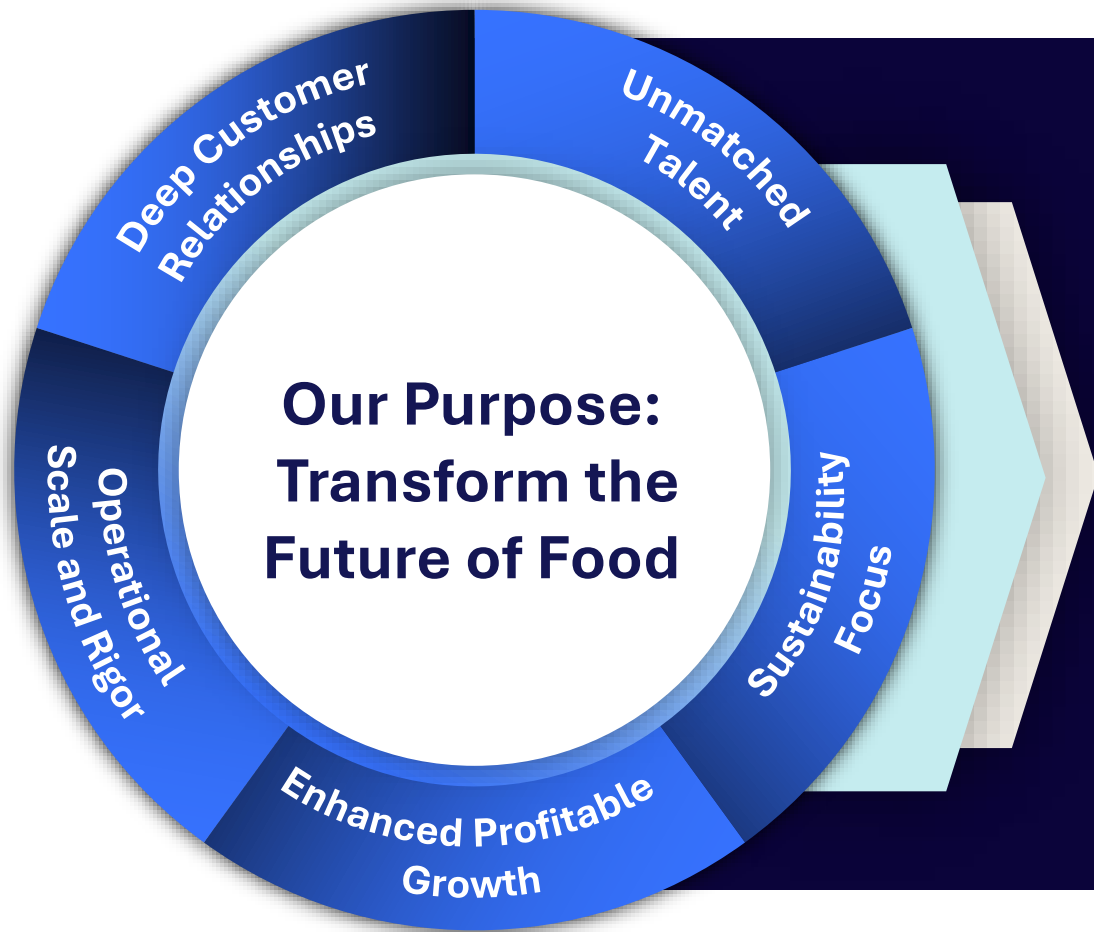 Our Purpose:
Transform the
Future of Food
Unmatched
Talent
Sustainability
Focus
Enhanced Profitable
Growth
Operational
Scale and Rigor
Deep Customer
Relationships